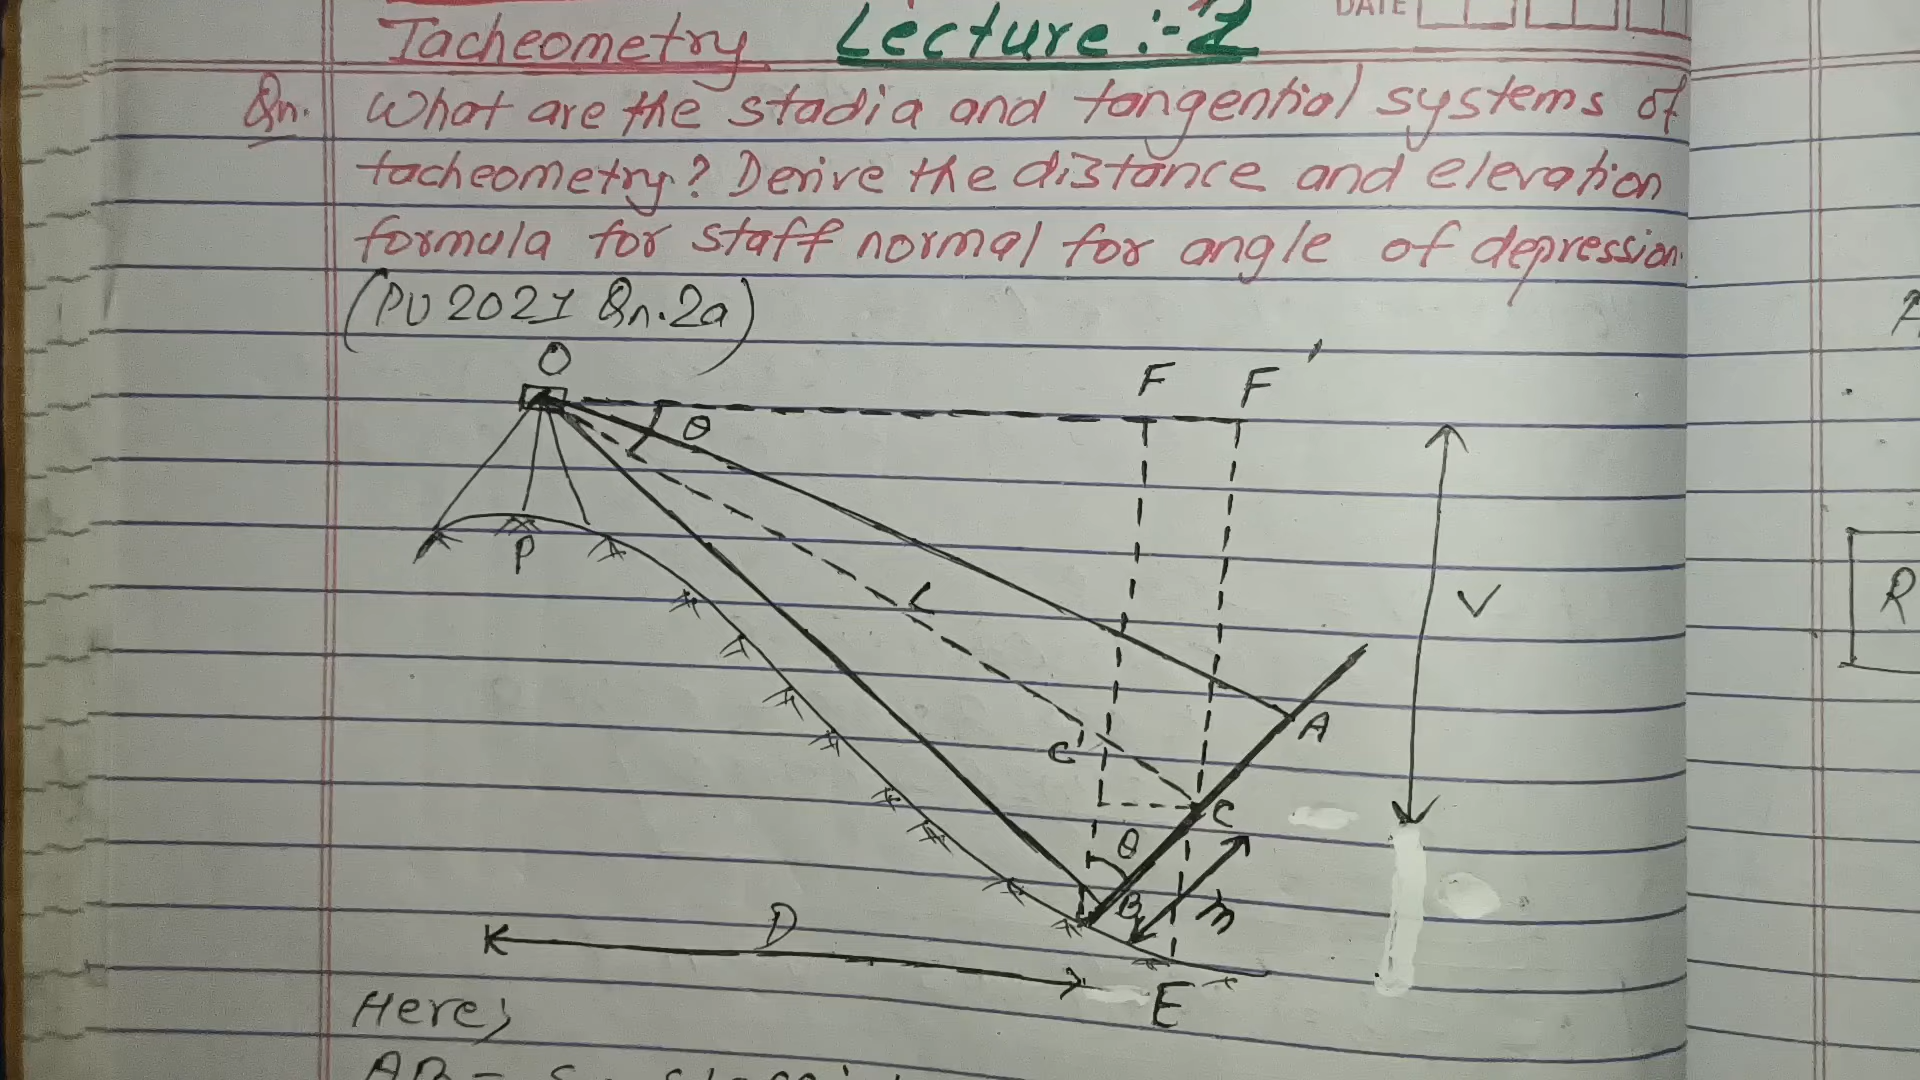 DATE
Tacheometry Lecture :- 2
Qn. What are the stadia and tangential systems of
tacheometry? Derive the distance and elevation
formula for staff normal for angle of depression.
(PU 2021 Qn. 2a)
O
F F'
θ
P
L
V
R
A
C'
C
θ
B
h
D
E
Here,